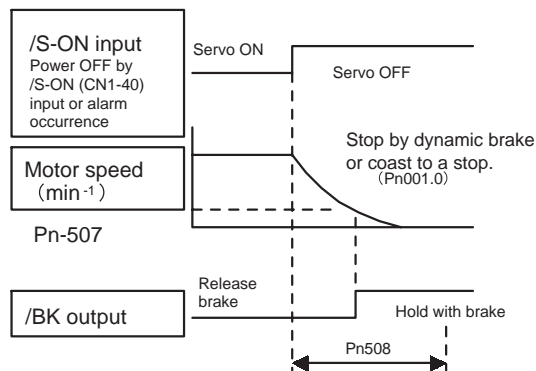 /S-ON input
Power OFF by
/S-ON (CN1-40)
input or alarm
occurrence
Servo ON
Servo OFF
Motor speed
(min-1)
Stop by dynamic brake
or coast to a stop.
(Pn001.0)
Pn-507
/BK output
Release
brake
Hold with brake
Pn508